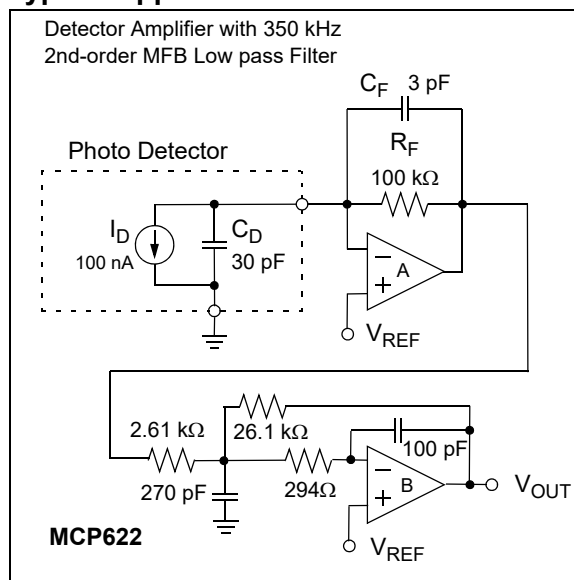 Detector Amplifier with 350 kHz
2nd-order MFB Low pass Filter
CF 3 pF
Photo Detector
RF
100 kΩ
ID
100 nA
CD
30 pF
−
+
A
VREF
2.61 kΩ
26.1 kΩ
100 pF
270 pF
294Ω
−
+
B
VOUT
MCP622
VREF